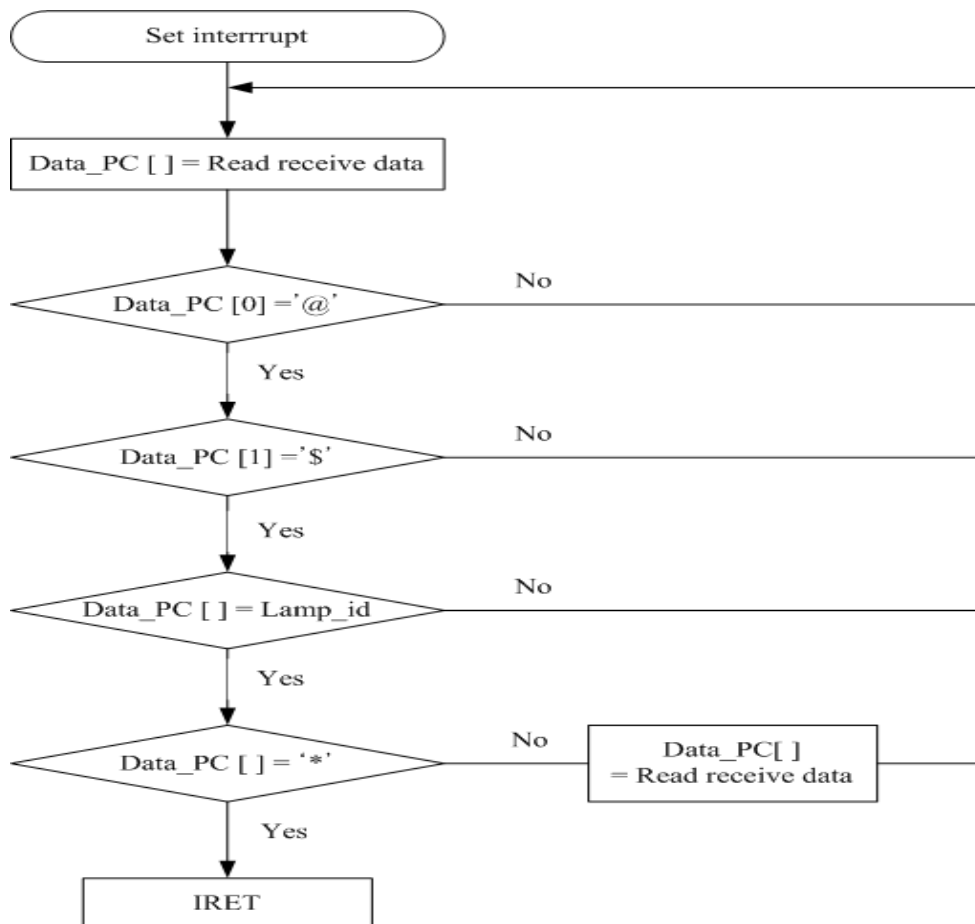 Set interrrupt
Data_PC [ ] = Read receive data
Data_PC [0] ='@'
No
Yes
Data_PC [1] ='$'
No
Yes
Data_PC [ ] = Lamp_id
No
Yes
Data_PC [ ] = ‘*’
No
Data_PC[ ]
= Read receive data
Yes
IRET